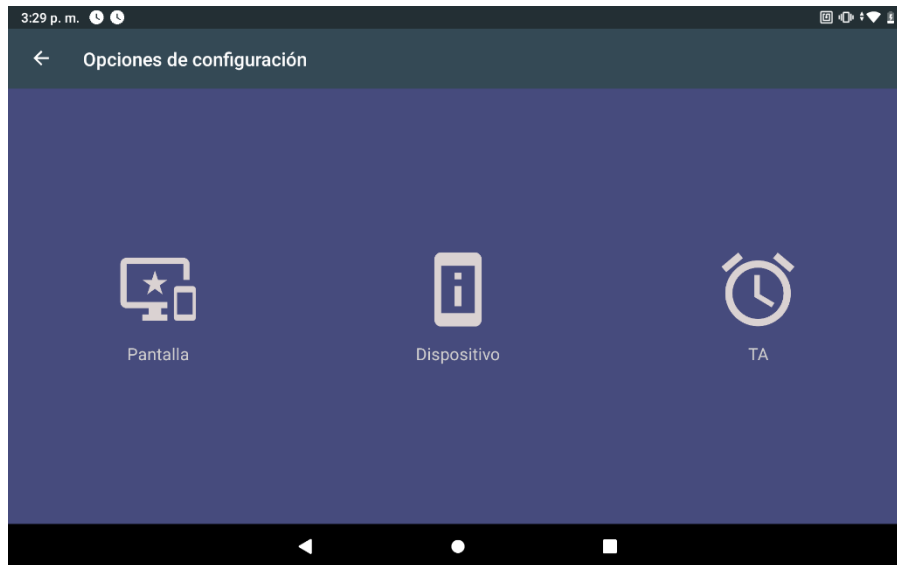 3:29 p. m.
Opciones de configuración
Pantalla
Dispositivo
TA